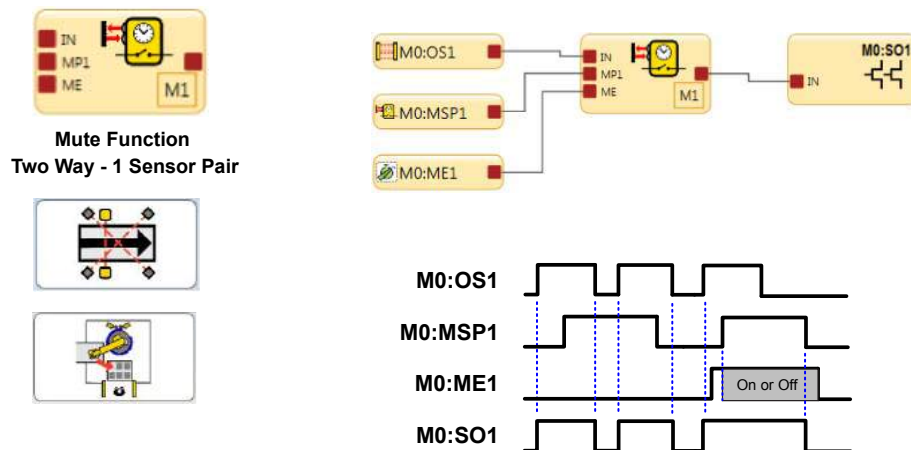 IN
MP1
ME
M1
Mute Function
Two Way - 1 Sensor Pair
M0:OS1
M0:MSP1
M0:ME1
IN
MP1
ME
M1
IN
M0:SO1
M0:OS1
M0:MSP1
M0:ME1
On or Off
M0:SO1